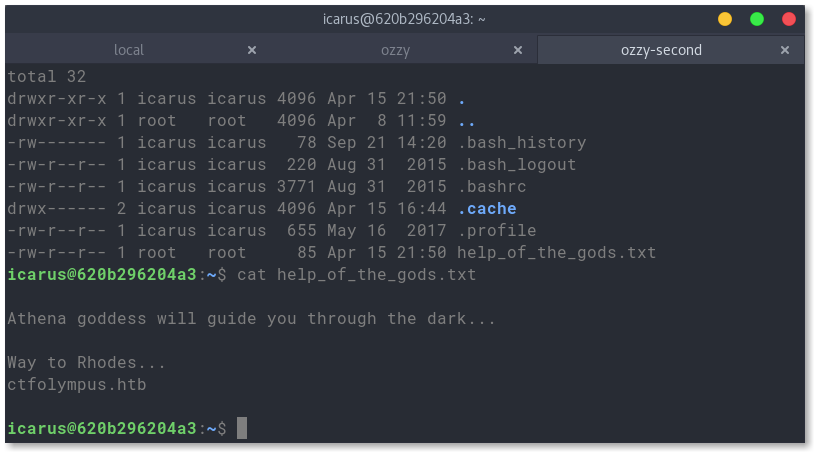 icarus@620b296204a3: ~
local × ozzy × ozzy-second ×
total 32
drwxr-xr-x 1 icarus icarus 4096 Apr 15 21:50 .
drwxr-xr-x 1 root   root   4096 Apr  8 11:59 ..
-rw------- 1 icarus icarus   78 Sep 21 14:20 .bash_history
-rw-r--r-- 1 icarus icarus  220 Aug 31  2015 .bash_logout
-rw-r--r-- 1 icarus icarus 3771 Aug 31  2015 .bashrc
drwx------ 2 icarus icarus 4096 Apr 15 16:44 .cache
-rw-r--r-- 1 icarus icarus  655 May 16  2017 .profile
-rw-r--r-- 1 root   root     85 Apr 15 21:50 help_of_the_gods.txt
icarus@620b296204a3:~$ cat help_of_the_gods.txt
Athena goddess will guide you through the dark...
Way to Rhodes...
ctfolympus.htb
icarus@620b296204a3:~$